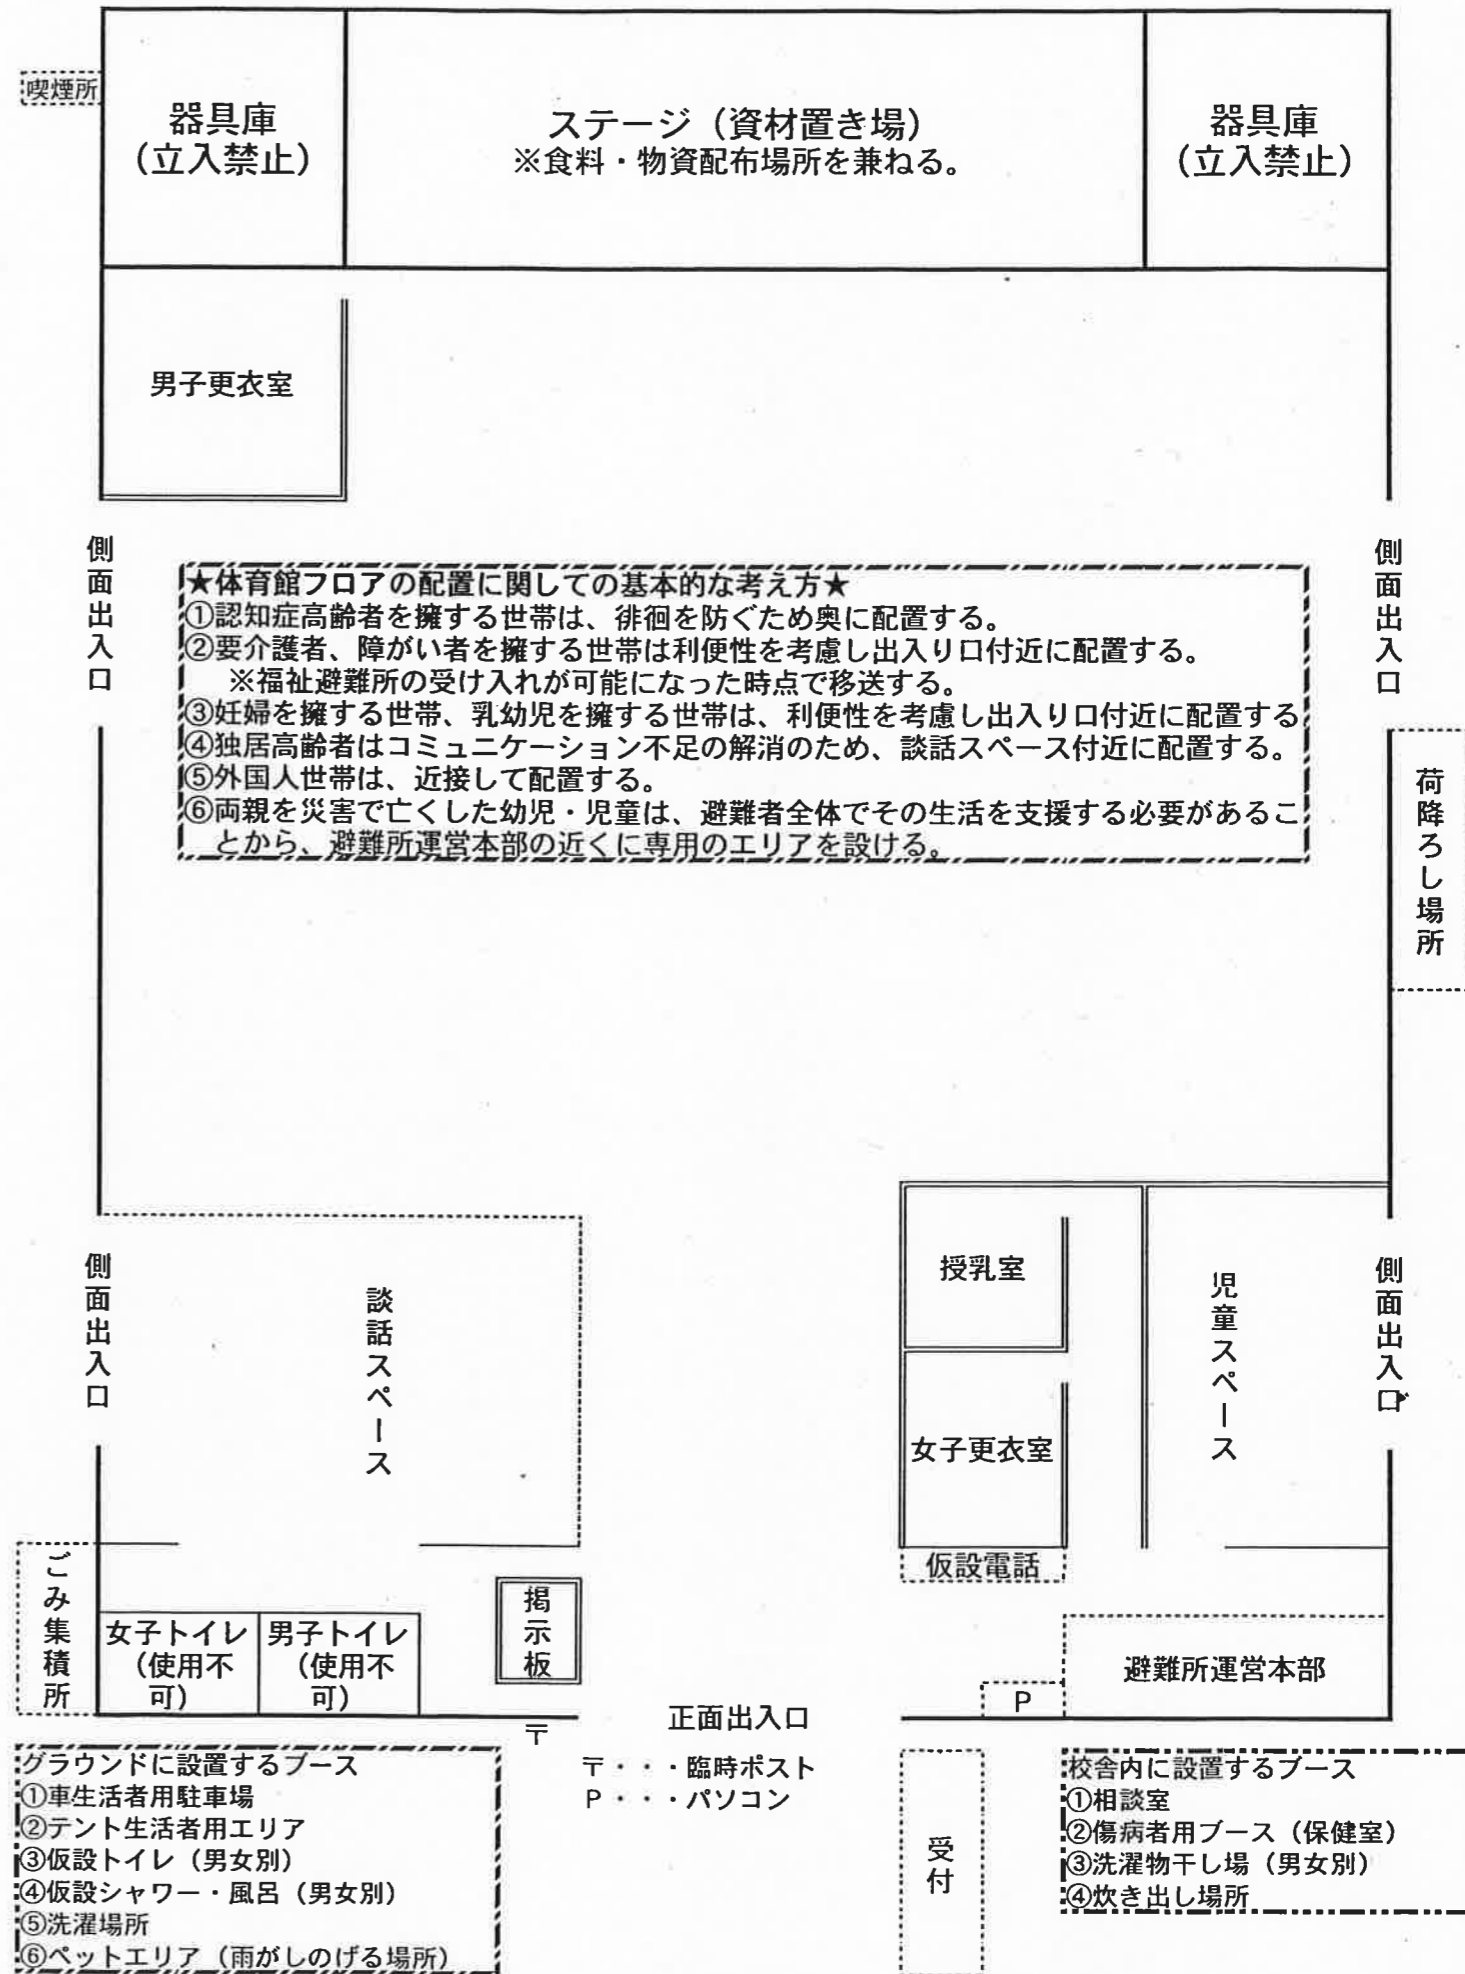 喫煙所
器具庫
(立入禁止)
ステージ（資材置き場）
※食料・物資配布場所を兼ねる。
器具庫
(立入禁止)
男子更衣室
側面出入口
側面出入口
★体育館フロアの配置に関しての基本的な考え方★
①認知症高齢者を擁する世帯は、徘徊を防ぐため奥に配置する。
②要介護者、障がい者を擁する世帯は利便性を考慮し出入り口付近に配置する。
※福祉避難所の受け入れが可能になった時点で移送する。
③妊婦を擁する世帯、乳幼児を擁する世帯は、利便性を考慮し出入り口付近に配置する
④独居高齢者はコミュニケーション不足の解消のため、談話スペース付近に配置する。
⑤外国人世帯は、近接して配置する。
⑥両親を災害で亡くした幼児・児童は、避難者全体でその生活を支援する必要があるこ
とから、避難所運営本部の近くに専用のエリアを設ける。
荷降ろし場所
側面出入口
談話スペース
授乳室
児童スペース
側面出入口
女子更衣室
仮設電話
ごみ集積所
女子トイレ
(使用不
可)
男子トイレ
(使用不
可)
掲示板
避難所運営本部
P
正面出入口
〒
〒・・・臨時ポスト
P・・・パソコン
受付
グラウンドに設置するブース
①車生活者用駐車場
②テント生活者用エリア
③仮設トイレ（男女別）
④仮設シャワー・風呂（男女別）
⑤洗濯場所
⑥ペットエリア（雨がしのげる場所）
校舎内に設置するブース
①相談室
②傷病者用ブース（保健室）
③洗濯物干し場（男女別）
④炊き出し場所